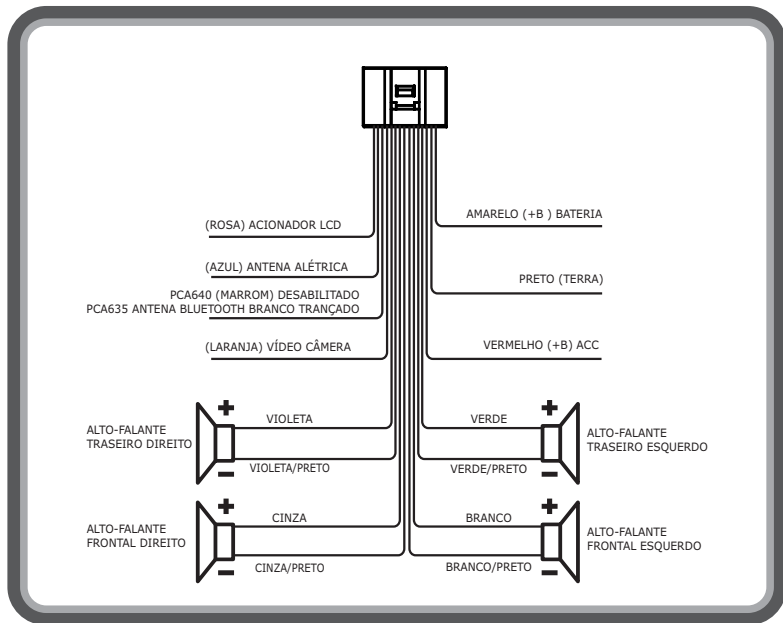 (ROSA) ACIONADOR LCD
(AZUL) ANTENA ALÉTRICA
PCA640 (MARROM) DESABILITADO
PCA635 ANTENA BLUETOOTH BRANCO TRANÇADO
(LARANJA) VÍDEO CÂMERA
AMARELO (+B ) BATERIA
PRETO (TERRA)
VERMELHO (+B) ACC
ALTO-FALANTE
TRASEIRO DIREITO
+
VIOLETA
VIOLETA/PRETO
–
VERDE
VERDE/PRETO
+
–
ALTO-FALANTE
TRASEIRO ESQUERDO
ALTO-FALANTE
FRONTAL DIREITO
+
CINZA
CINZA/PRETO
–
BRANCO
BRANCO/PRETO
+
–
ALTO-FALANTE
FRONTAL ESQUERDO